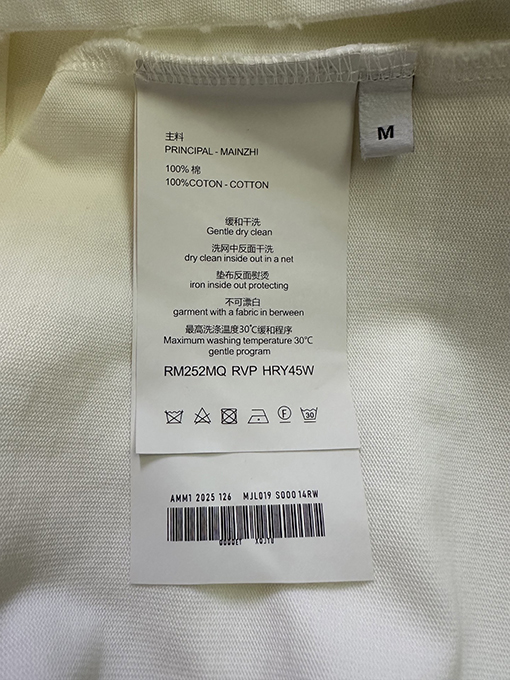 主料
PRINCIPAL - MAINZHI
100% 棉
100%COTON - COTTON
缓和干洗
Gentle dry clean
洗网中反面干洗
dry clean inside out in a net
垫布反面熨烫
iron inside out protecting
不可漂白
garment with a fabric in berween
最高洗涤温度30℃缓和程序
Maximum washing temperature 30℃
gentle program
RM252MQ RVP HRY45W
F 30
M
AMM1 2025 126 MJL019 S00014RW